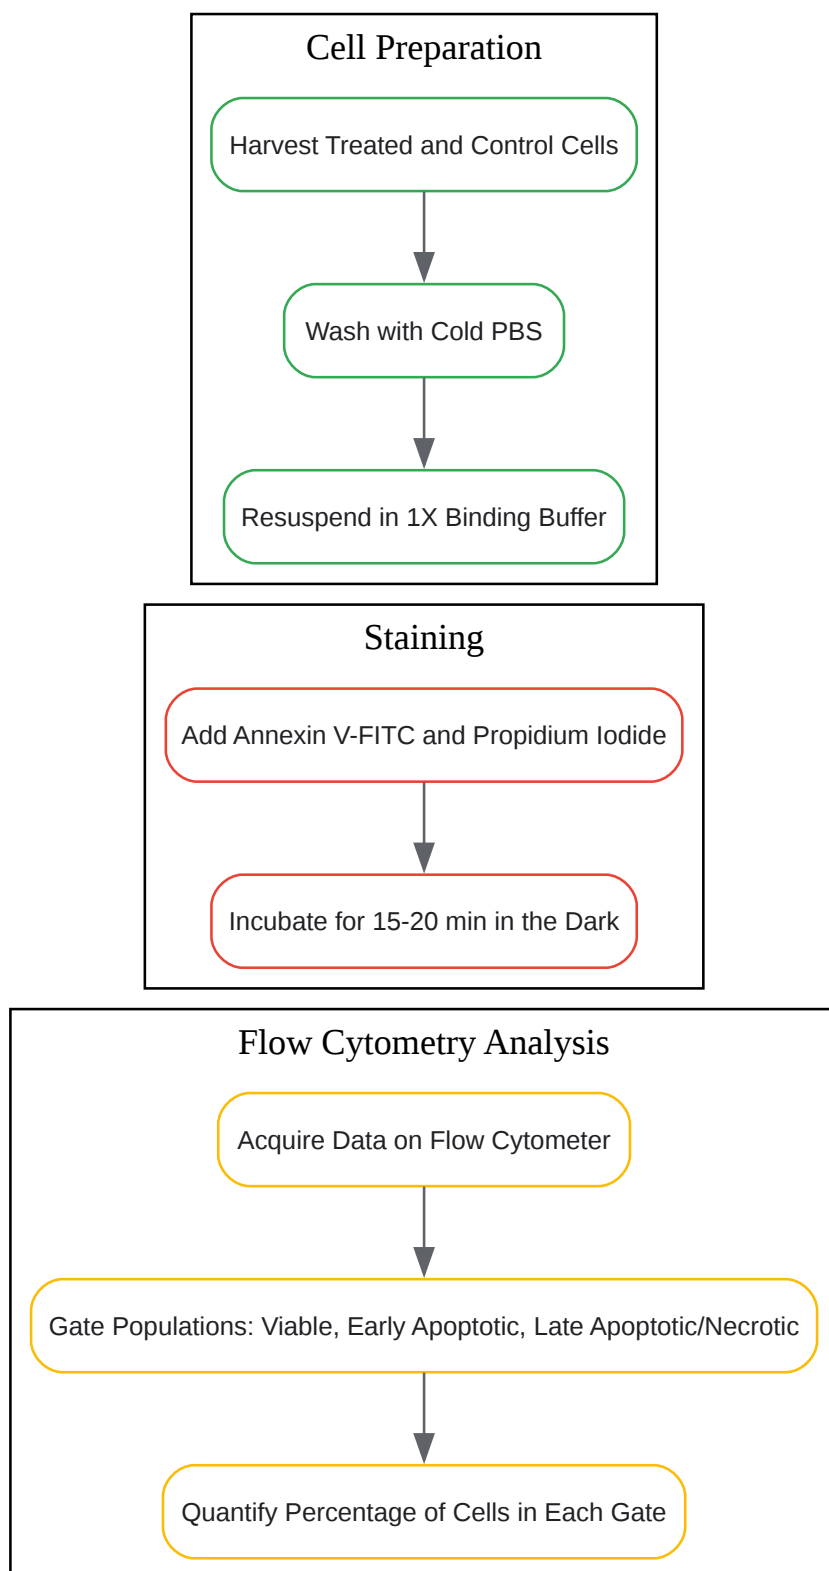 Cell Preparation
Harvest Treated and Control Cells
Wash with Cold PBS
Resuspend in 1X Binding Buffer
Staining
Add Annexin V-FITC and Propidium Iodide
Incubate for 15-20 min in the Dark
Flow Cytometry Analysis
Acquire Data on Flow Cytometer
Gate Populations: Viable, Early Apoptotic, Late Apoptotic/Necrotic
Quantify Percentage of Cells in Each Gate